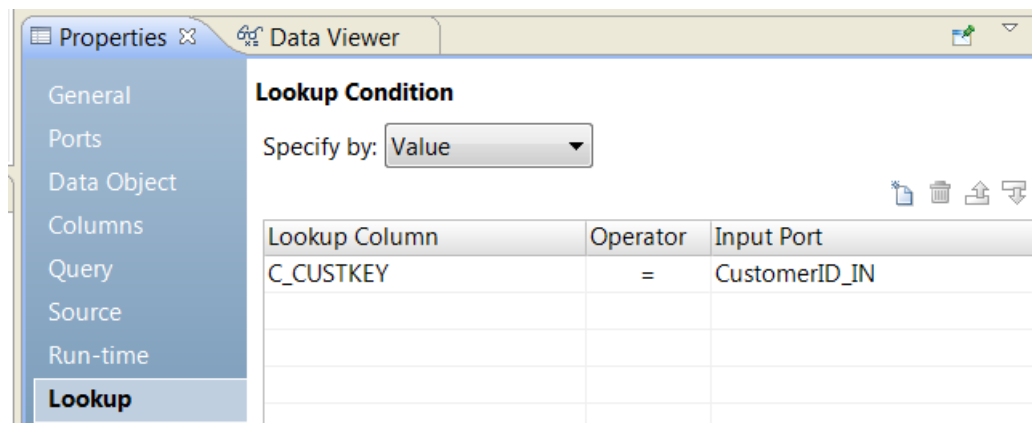 Properties Data Viewer
General
Ports
Data Object
Columns
Query
Source
Run-time
Lookup
Lookup Condition
Specify by: Value
Lookup Column Operator Input Port
C_CUSTKEY = CustomerID_IN